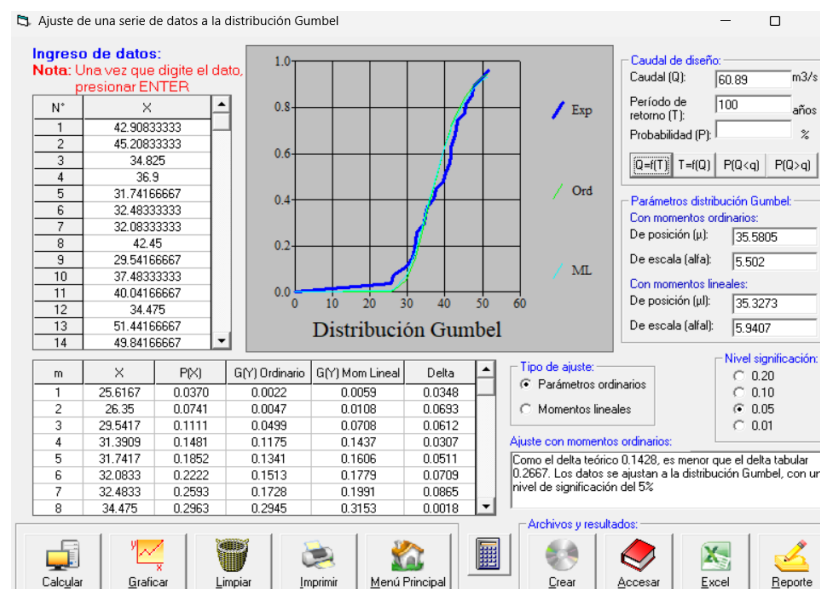 Ajuste de una serie de datos a la distribución Gumbel
Ingreso de datos:
Nota: Una vez que digite el dato,
presionar ENTER
N° X
1 42.90833333
2 45.20833333
3 34.825
4 36.9
5 31.74166667
6 32.48333333
7 32.08333333
8 42.45
9 29.54166667
10 37.48333333
11 40.04166667
12 34.475
13 51.44166667
14 49.84166667
1.0
0.8
0.6
0.4
0.2
0.0
0 10 20 30 40 50 60
Distribución Gumbel
Exp
Ord
ML
Caudal de diseño:
Caudal (Q): 60.89 m3/s
Período de
retorno (T): 100 años
Probabilidad (P): %
Q=f(T) T=f(Q) P(Q<q) P(Q>q)
Parámetros distribución Gumbel:
Con momentos ordinarios:
De posición (µ): 35.5805
De escala (alfa): 5.502
Con momentos lineales:
De posición (µl): 35.3273
De escala (alfal): 5.9407
m X P(X) G(Y) Ordinario G(Y) Mom Lineal Delta
1 25.6167 0.0370 0.0022 0.0059 0.0348
2 26.35 0.0741 0.0047 0.0108 0.0693
3 29.5417 0.1111 0.0499 0.0708 0.0612
4 31.3909 0.1481 0.1175 0.1437 0.0307
5 31.7417 0.1852 0.1341 0.1606 0.0511
6 32.0833 0.2222 0.1513 0.1779 0.0709
7 32.4833 0.2593 0.1728 0.1991 0.0865
8 34.475 0.2963 0.2945 0.3153 0.0018
Tipo de ajuste:
Parámetros ordinarios
Momentos lineales
Nivel significación:
0.20
0.10
0.05
0.01
Ajuste con momentos ordinarios:
Como el delta teórico 0.1428, es menor que el delta tabular
0.2667. Los datos se ajustan a la distribución Gumbel, con un
nivel de significación del 5%
Calcular Graficar Limpiar Imprimir Menú Principal
Archivos y resultados:
Crear Accesar Excel Reporte